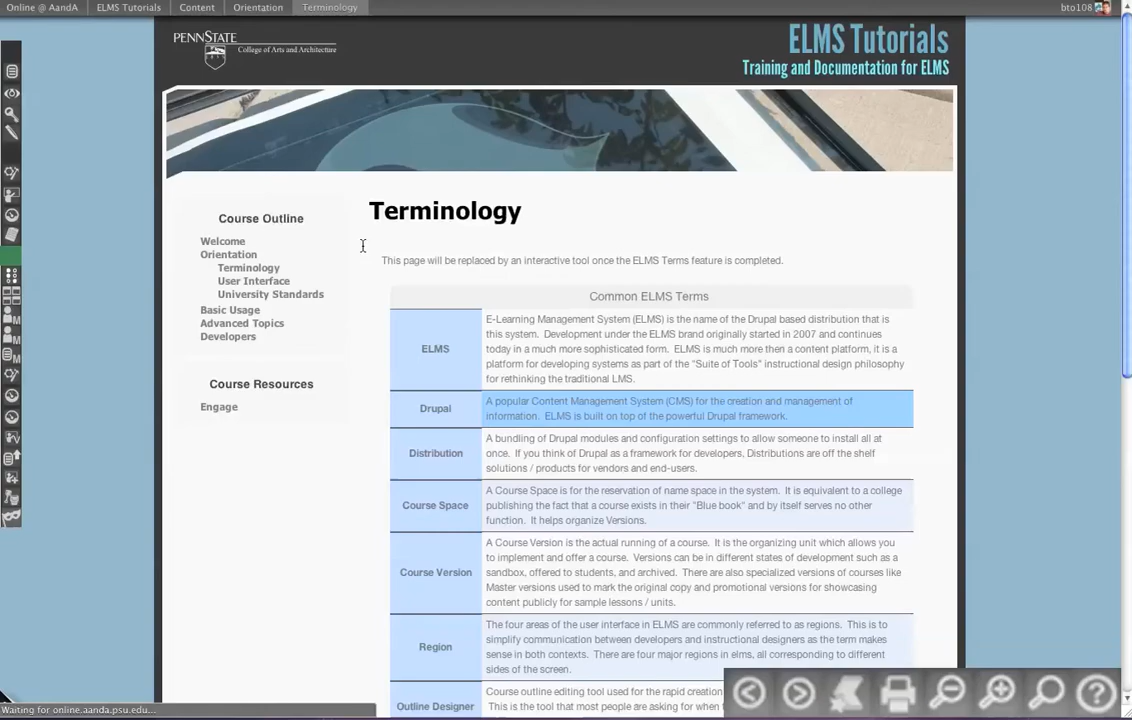 Online @ AandA ELMS Tutorials Content Orientation Terminology bto108
PENNSTATE
College of Arts and Architecture
ELMS Tutorials
Training and Documentation for ELMS
Course Outline
Welcome
Orientation
Terminology
User Interface
University Standards
Basic Usage
Advanced Topics
Developers
Course Resources
Engage
Terminology
This page will be replaced by an interactive tool once the ELMS Terms feature is completed.
Common ELMS Terms
ELMS
E-Learning Management System (ELMS) is the name of the Drupal based distribution that is
this system. Development under the ELMS brand originally started in 2007 and continues
today in a much more sophisticated form. ELMS is much more then a content platform, it is a
platform for developing systems as part of the "Suite of Tools" instructional design philosophy
for rethinking the traditional LMS.
Drupal
A popular Content Management System (CMS) for the creation and management of
information. ELMS is built on top of the powerful Drupal framework.
Distribution
A bundling of Drupal modules and configuration settings to allow someone to install all at
once. If you think of Drupal as a framework for developers, Distributions are off the shelf
solutions / products for vendors and end-users.
Course Space
A Course Space is for the reservation of name space in the system. It is equivalent to a college
publishing the fact that a course exists in their "Blue book" and by itself serves no other
function. It helps organize Versions.
Course Version
A Course Version is the actual running of a course. It is the organizing unit which allows you
to implement and offer a course. Versions can be in different states of development such as a
sandbox, offered to students, and archived. There are also specialized versions of courses like
Master versions used to mark the original copy and promotional versions for showcasing
content publicly for sample lessons / units.
Region
The four areas of the user interface in ELMS are commonly referred to as regions. This is to
simplify communication between developers and instructional designers as the term makes
sense in both contexts. There are four major regions in elms, all corresponding to different
sides of the screen.
Outline Designer
Course outline editing tool used for the rapid creation
This is the tool that most people are asking for when
Waiting for online.aanda.psu.edu...